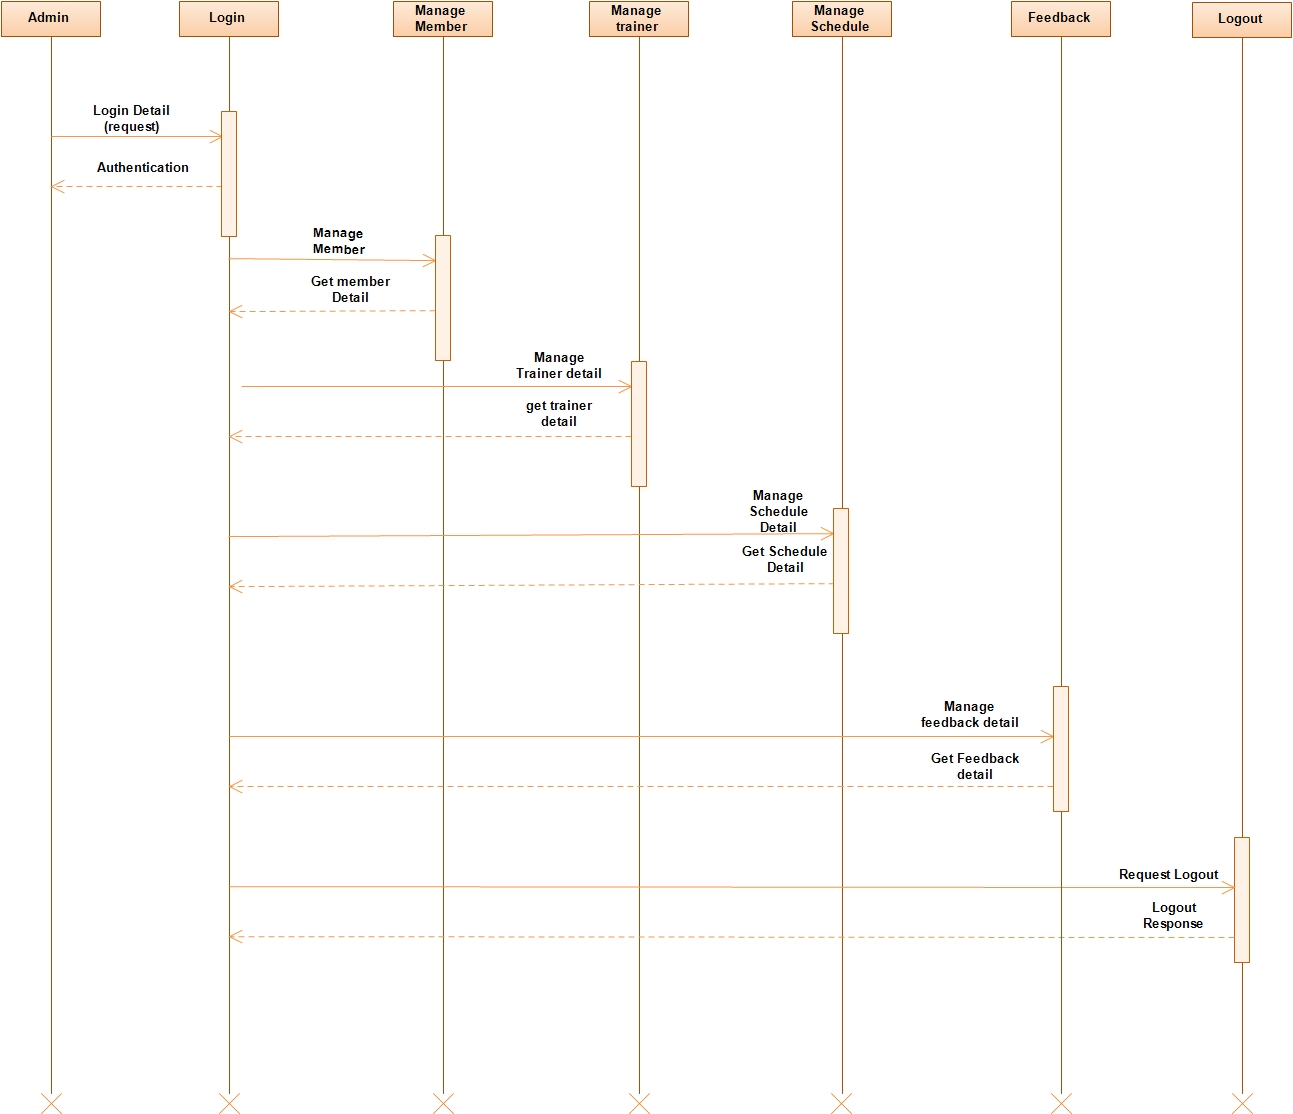 Admin
Login
Manage
Member
Manage
trainer
Manage
Schedule
Feedback
Logout
Login Detail
(request)
Authentication
Manage
Member
Get member
Detail
Manage
Trainer detail
get trainer
detail
Manage
Schedule
Detail
Get Schedule
Detail
Manage
feedback detail
Get Feedback
detail
Request Logout
Logout
Response